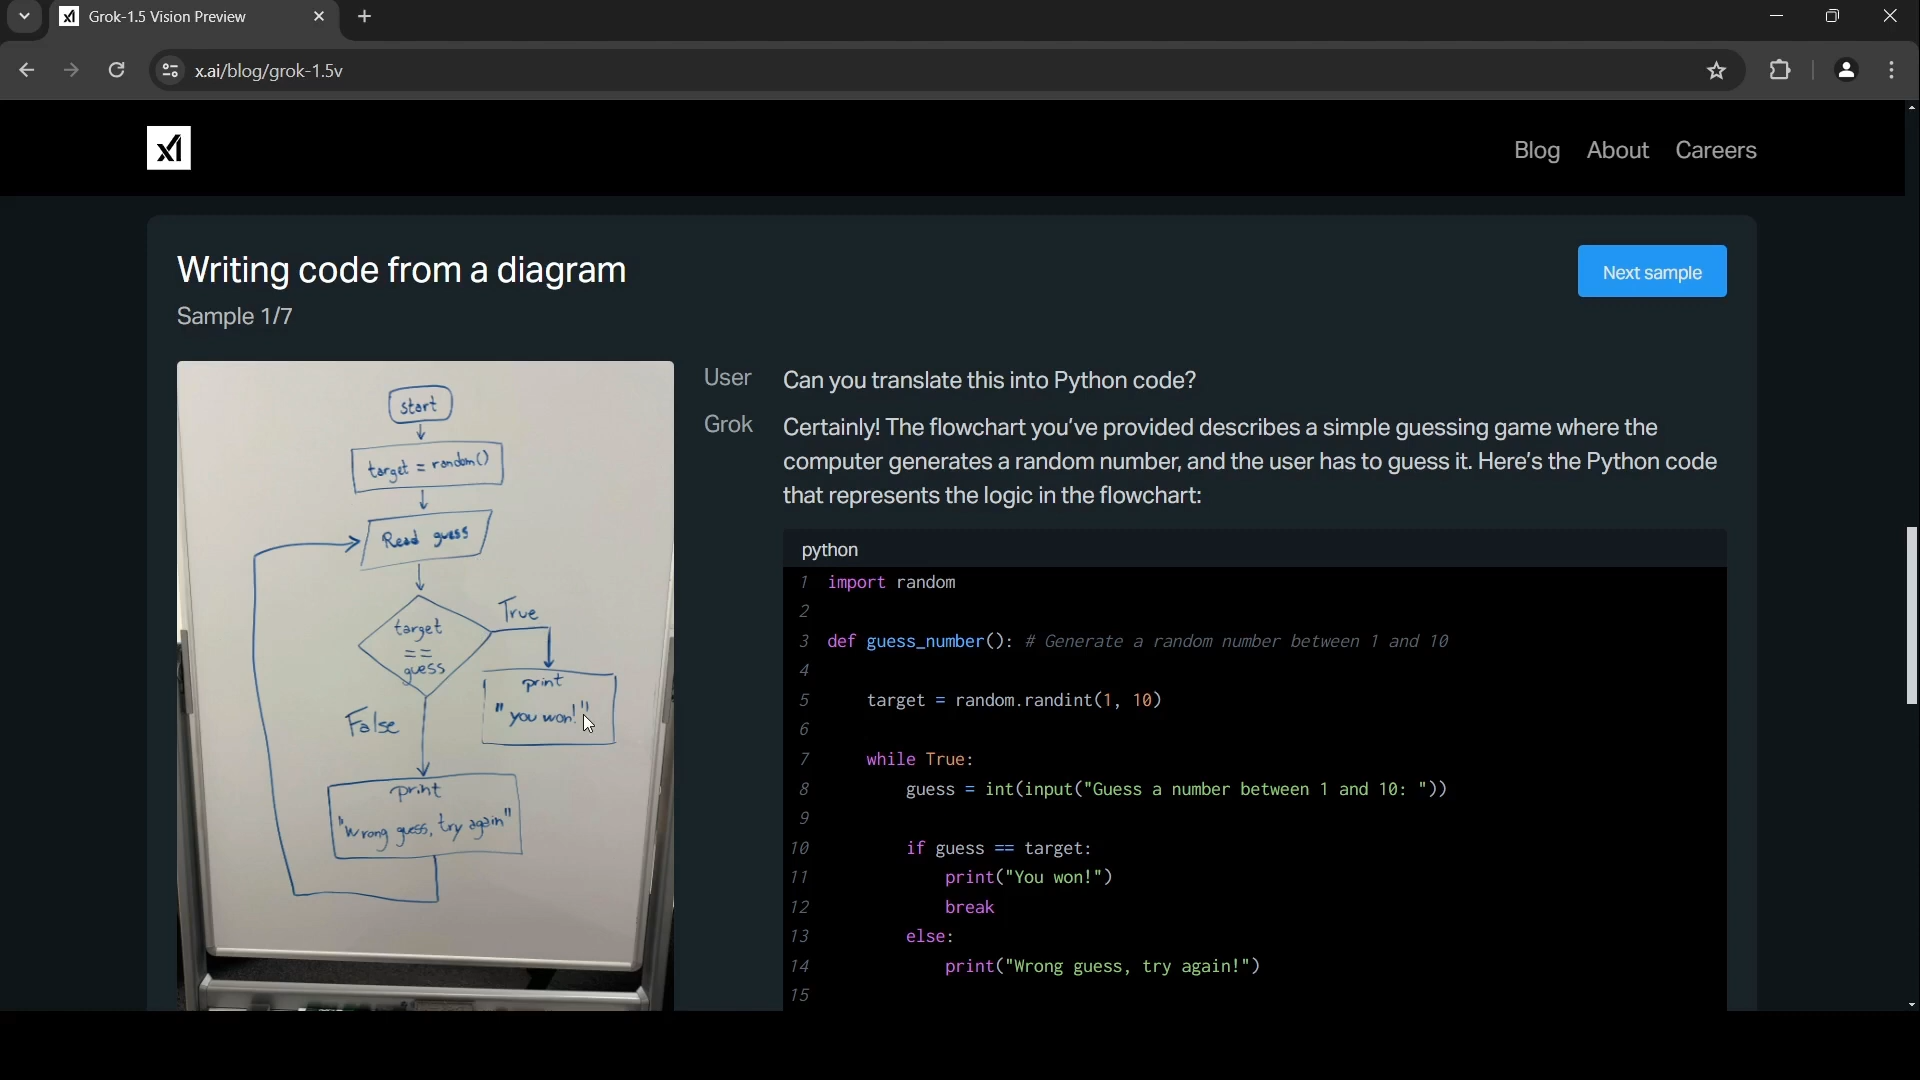 Grok-1.5 Vision Preview
x.ai/blog/grok-1.5v
xI
Blog About Careers
Writing code from a diagram
Next sample
Sample 1/7
start
target = random()
Read guess
target
==
guess
True
print
"you won!"
False
print
"Wrong guess, try again"
User Can you translate this into Python code?
Grok Certainly! The flowchart you've provided describes a simple guessing game where the
computer generates a random number, and the user has to guess it. Here's the Python code
that represents the logic in the flowchart:
python
1 import random
2
3 def guess_number(): # Generate a random number between 1 and 10
4
5 target = random.randint(1, 10)
6
7 while True:
8 guess = int(input("Guess a number between 1 and 10: "))
9
10 if guess == target:
11 print("You won!")
12 break
13 else:
14 print("Wrong guess, try again!")
15